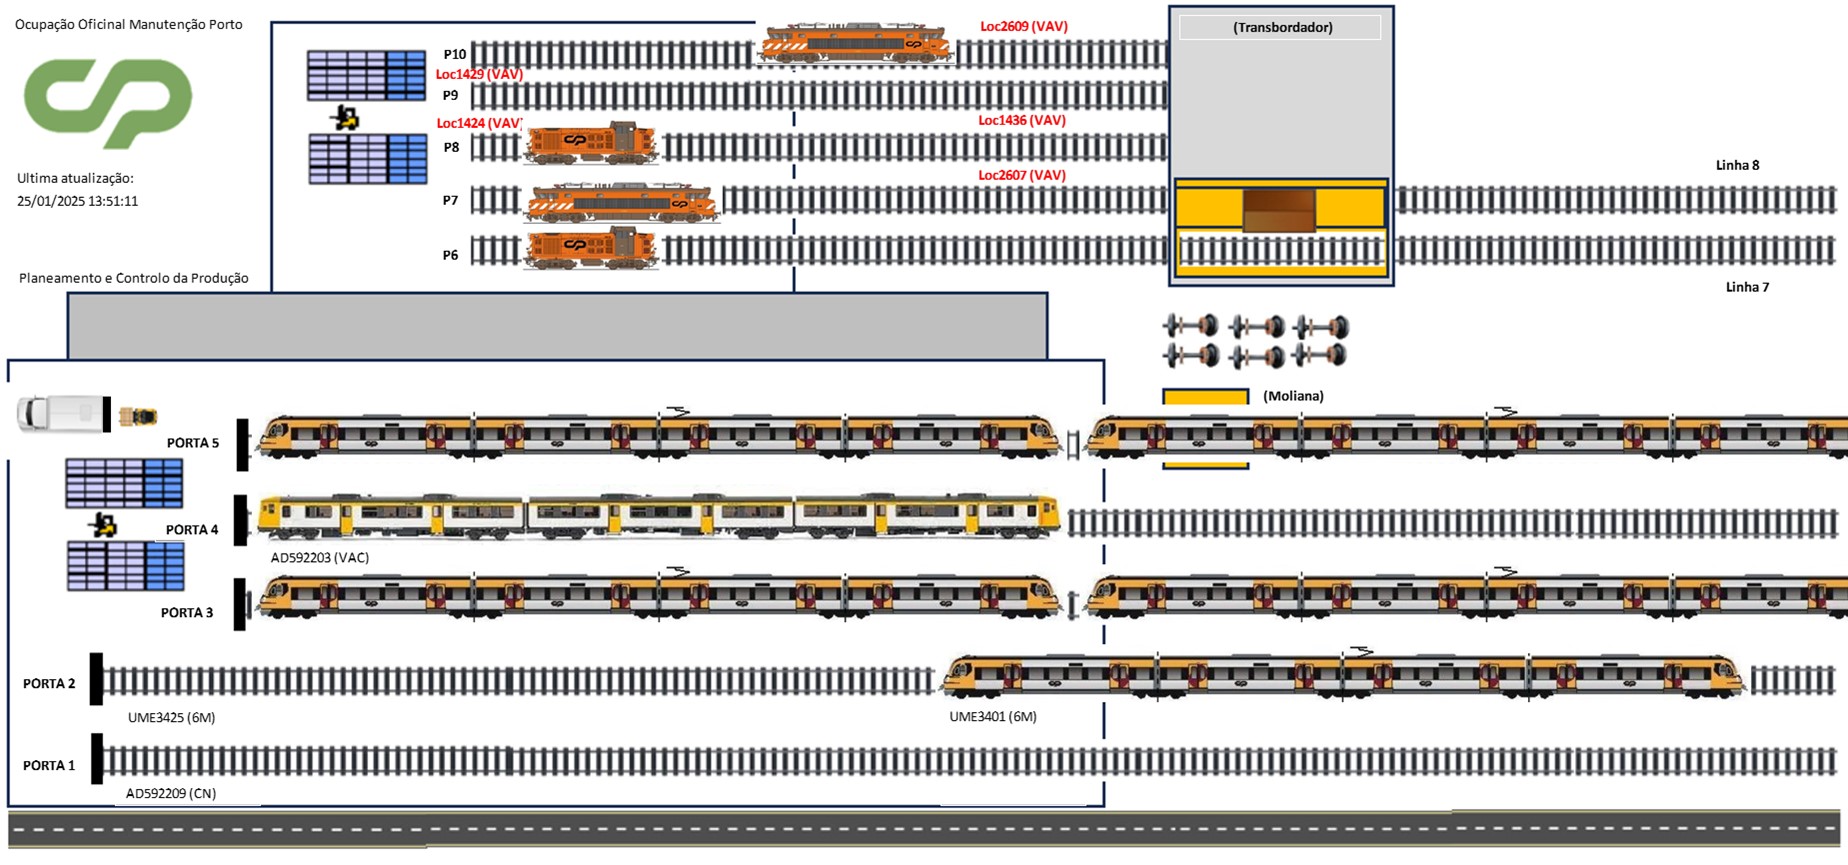 Ocupação Oficinal Manutenção Porto
Ultima atualização:
25/01/2025 13:51:11
Planeamento e Controlo da Produção
Loc2609 (VAV)
P10
Loc1429 (VAV)
P9
Loc1424 (VAV)
Loc1436 (VAV)
P8
Loc2607 (VAV)
P7
P6
(Transbordador)
Linha 8
Linha 7
(Moliana)
PORTA 5
PORTA 4
AD592203 (VAC)
PORTA 3
PORTA 2
UME3425 (6M)
UME3401 (6M)
PORTA 1
AD592209 (CN)